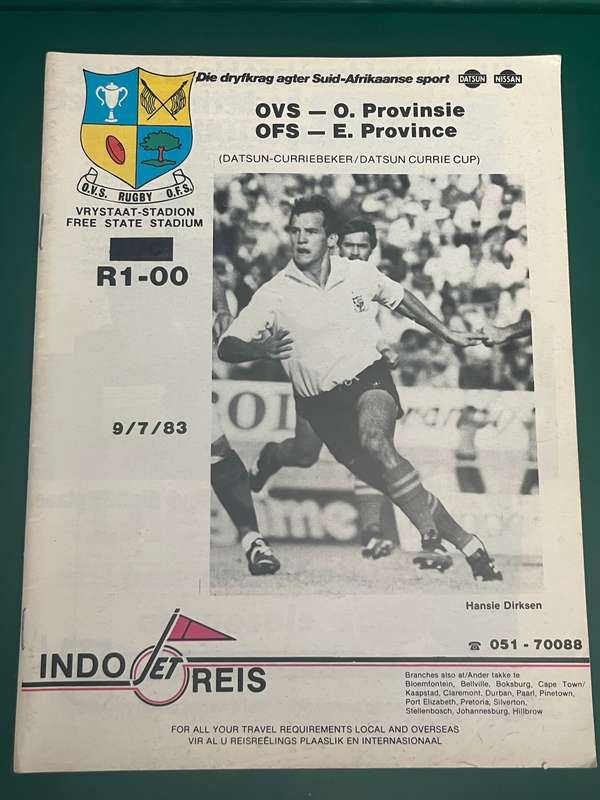 Die dryfkrag agter Suid-Afrikaanse sport DATSUN NISSAN
OVS – O. Provinsie
OFS – E. Province
(DATSUN-CURRIEBEKER/DATSUN CURRIE CUP)
O.V.S. RUGBY O.F.S.
VRYSTAAT-STADION
FREE STATE STADIUM
R1-00
9/7/83
Hansie Dirksen
☎ 051 - 70088
INDO JET REIS
Branches also at/Ander takke te
Bloemfontein, Bellville, Boksburg, Cape Town/
Kaapstad, Claremont, Durban, Paarl, Pinetown,
Port Elizabeth, Pretoria, Silverton,
Stellenbosch, Johannesburg, Hillbrow
FOR ALL YOUR TRAVEL REQUIREMENTS LOCAL AND OVERSEAS
VIR AL U REISREËLINGS PLAASLIK EN INTERNASIONAAL